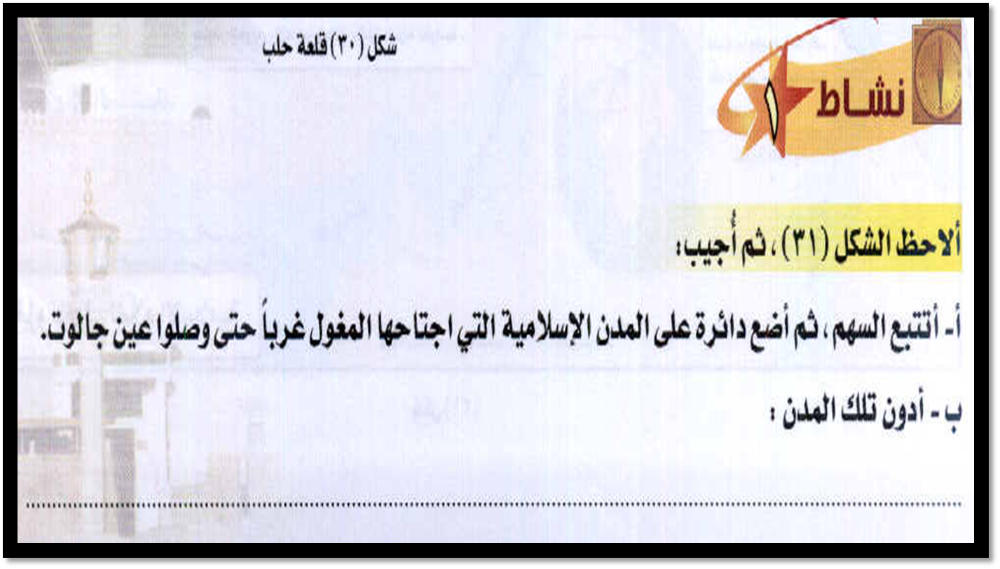 شكل (٣٠) قلعة حلب
نشـاط
١
ألاحظ الشكل (٣١) ، ثم أُجيب:
أ- أتتبع السهم ، ثم أضع دائرة على المدن الإسلامية التي اجتاحها المغول غرباً حتى وصلوا عين جالوت.
ب - أدون تلك المدن :